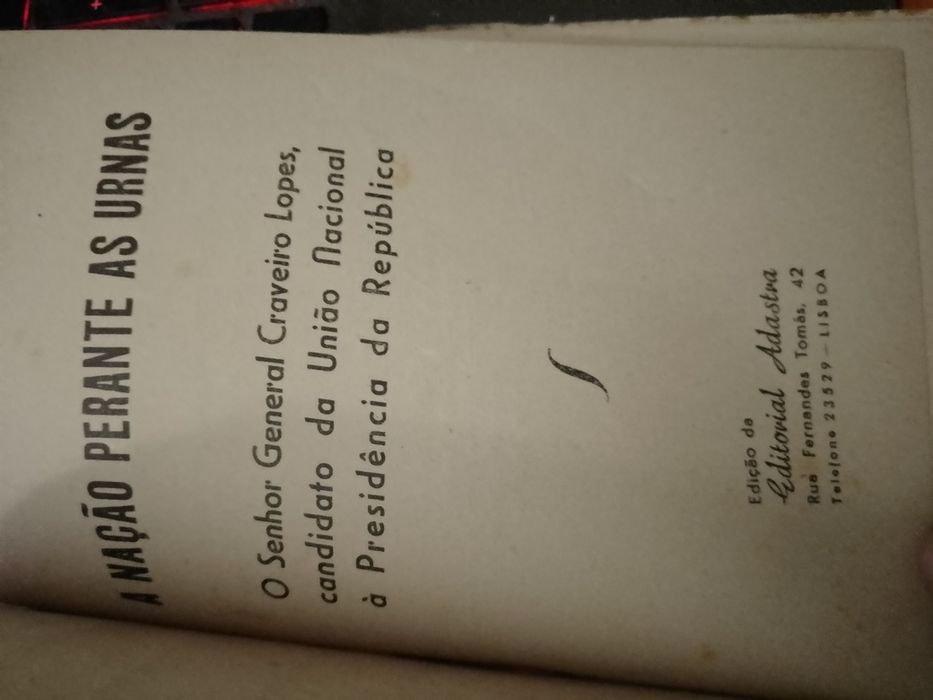 A NAÇÃO PERANTE AS URNAS
O Senhor General Craveiro Lopes,
candidato da União Nacional
à Presidência da República
Edição da
Editorial Adastra
Rua Fernandes Tomás, 42
Telefone 23529 — LISBOA